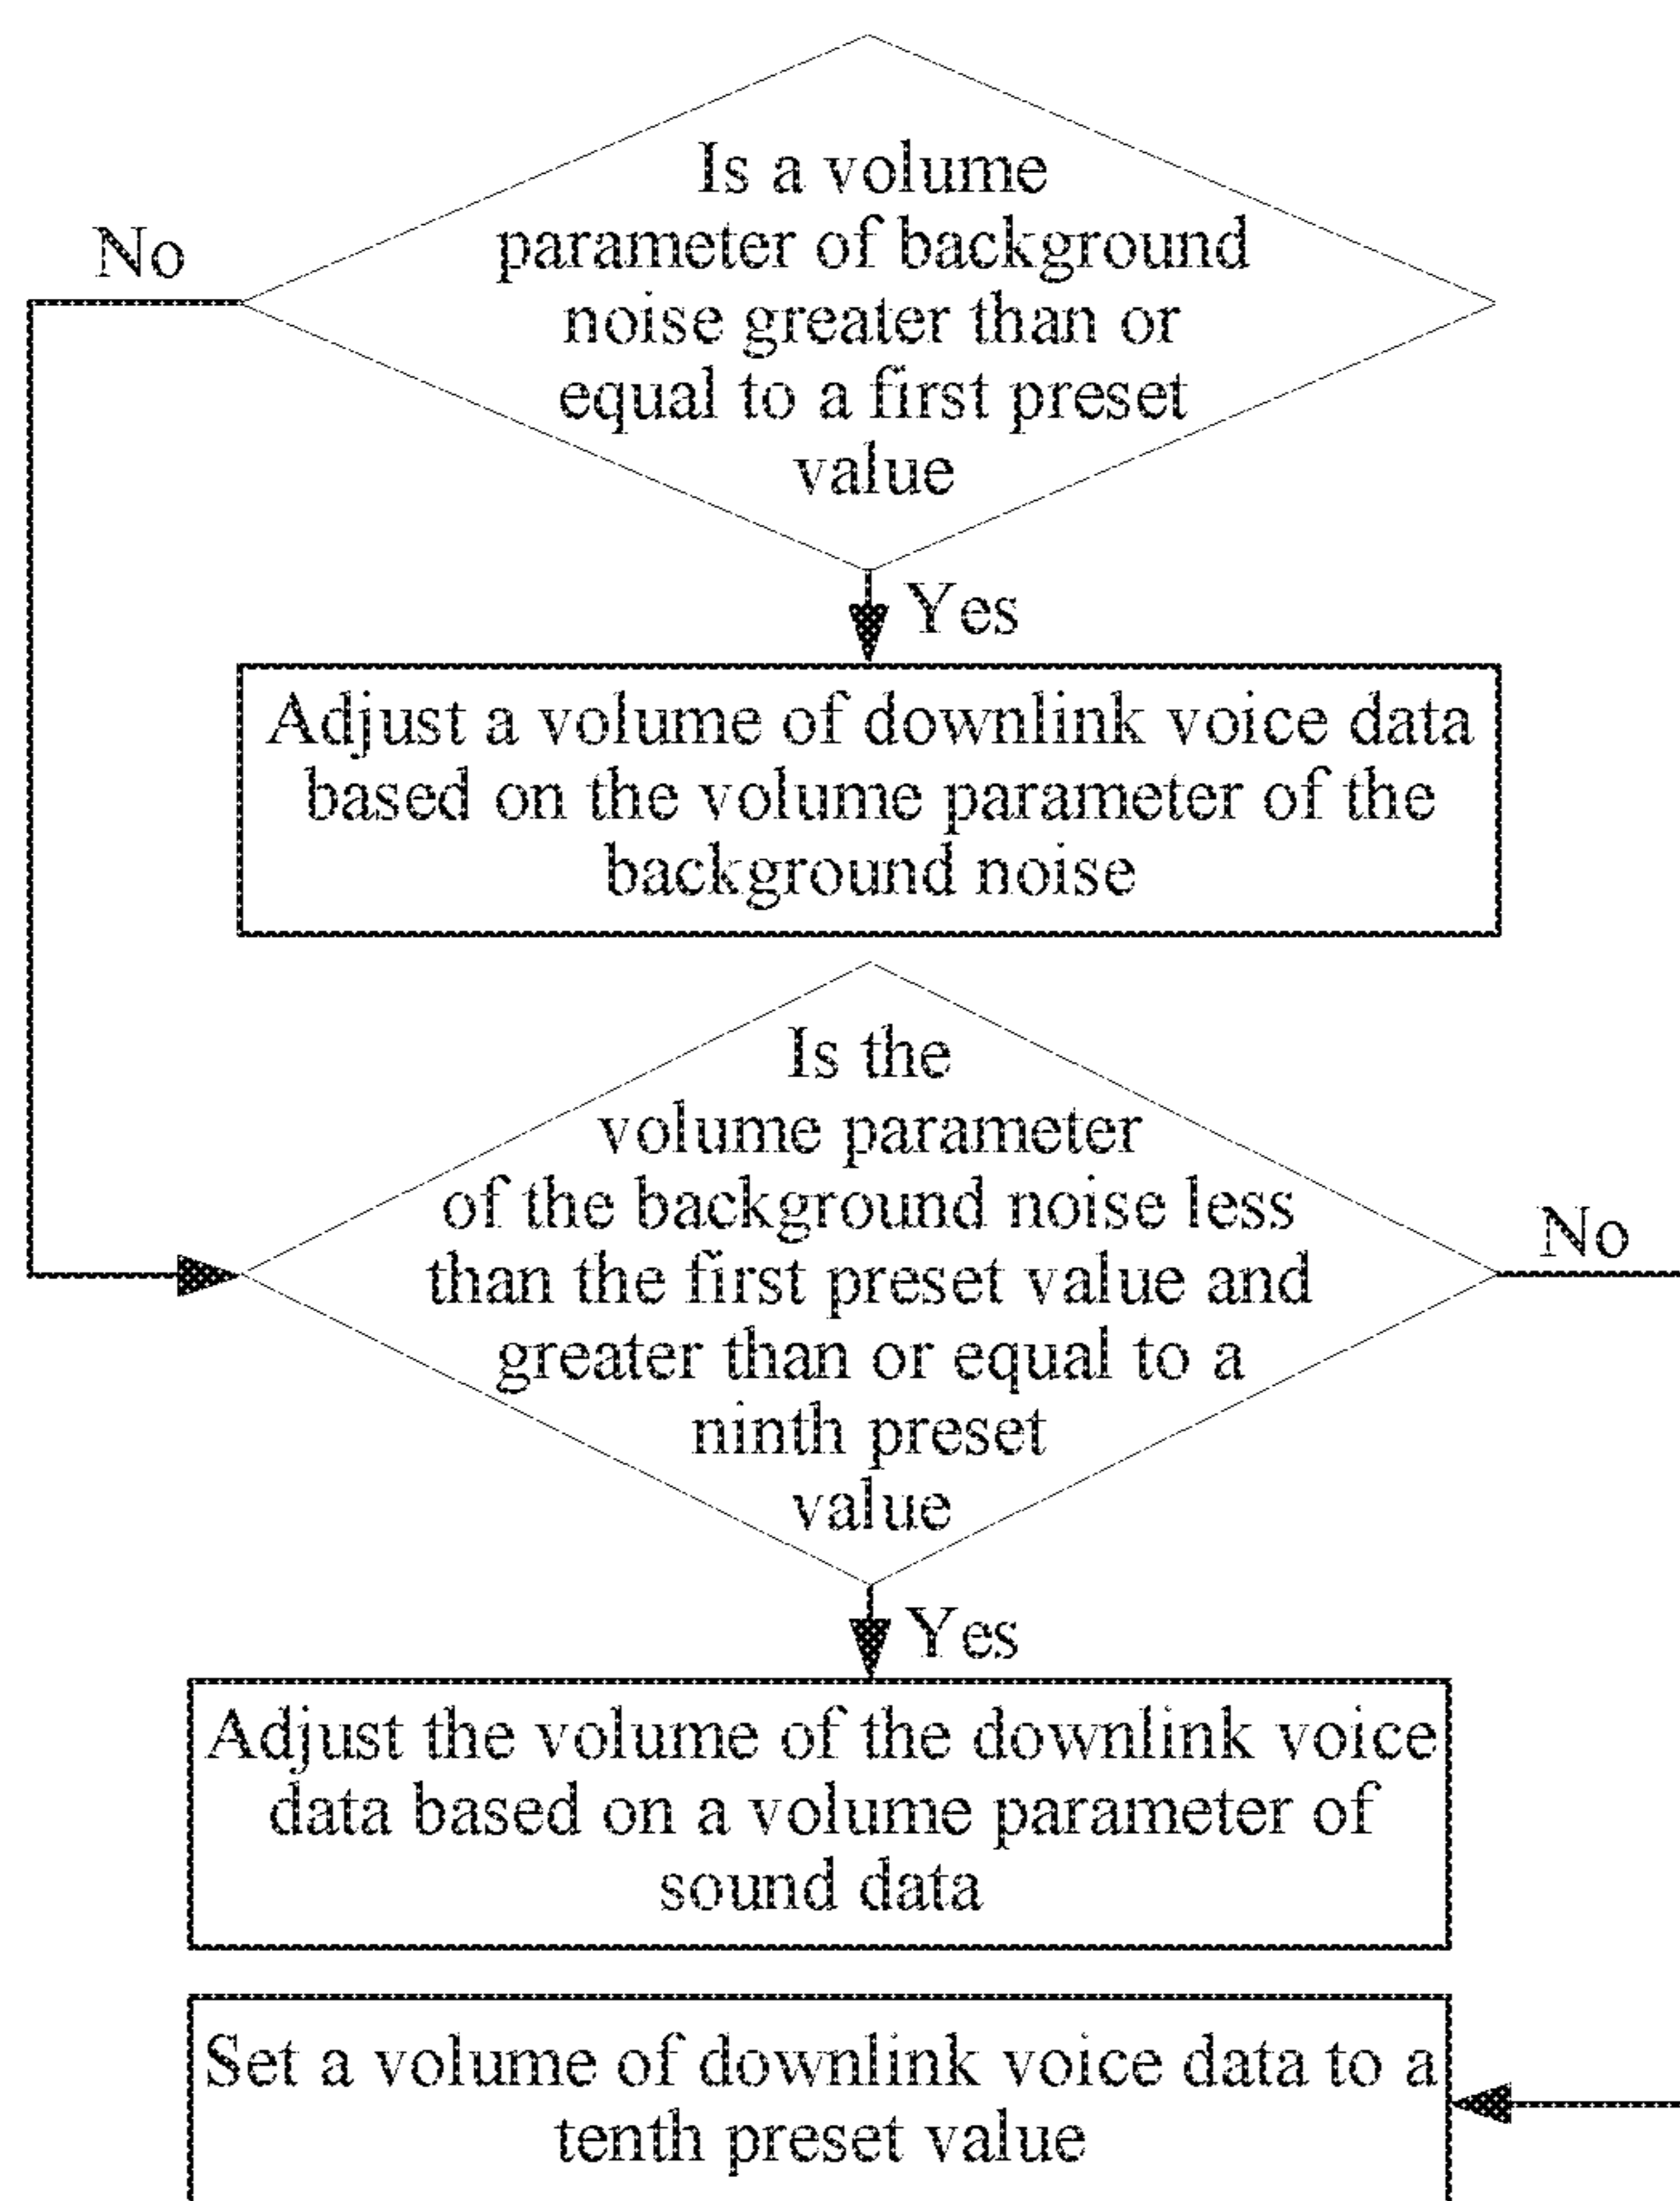 Is a volume
parameter of background
noise greater than or
equal to a first preset
value
No
Yes
Adjust a volume of downlink voice data
based on the volume parameter of the
background noise
Is the
volume parameter
of the background noise less
than the first preset value and
greater than or equal to a
ninth preset
value
No
Yes
Adjust the volume of the downlink voice
data based on a volume parameter of
sound data
Set a volume of downlink voice data to a
tenth preset value